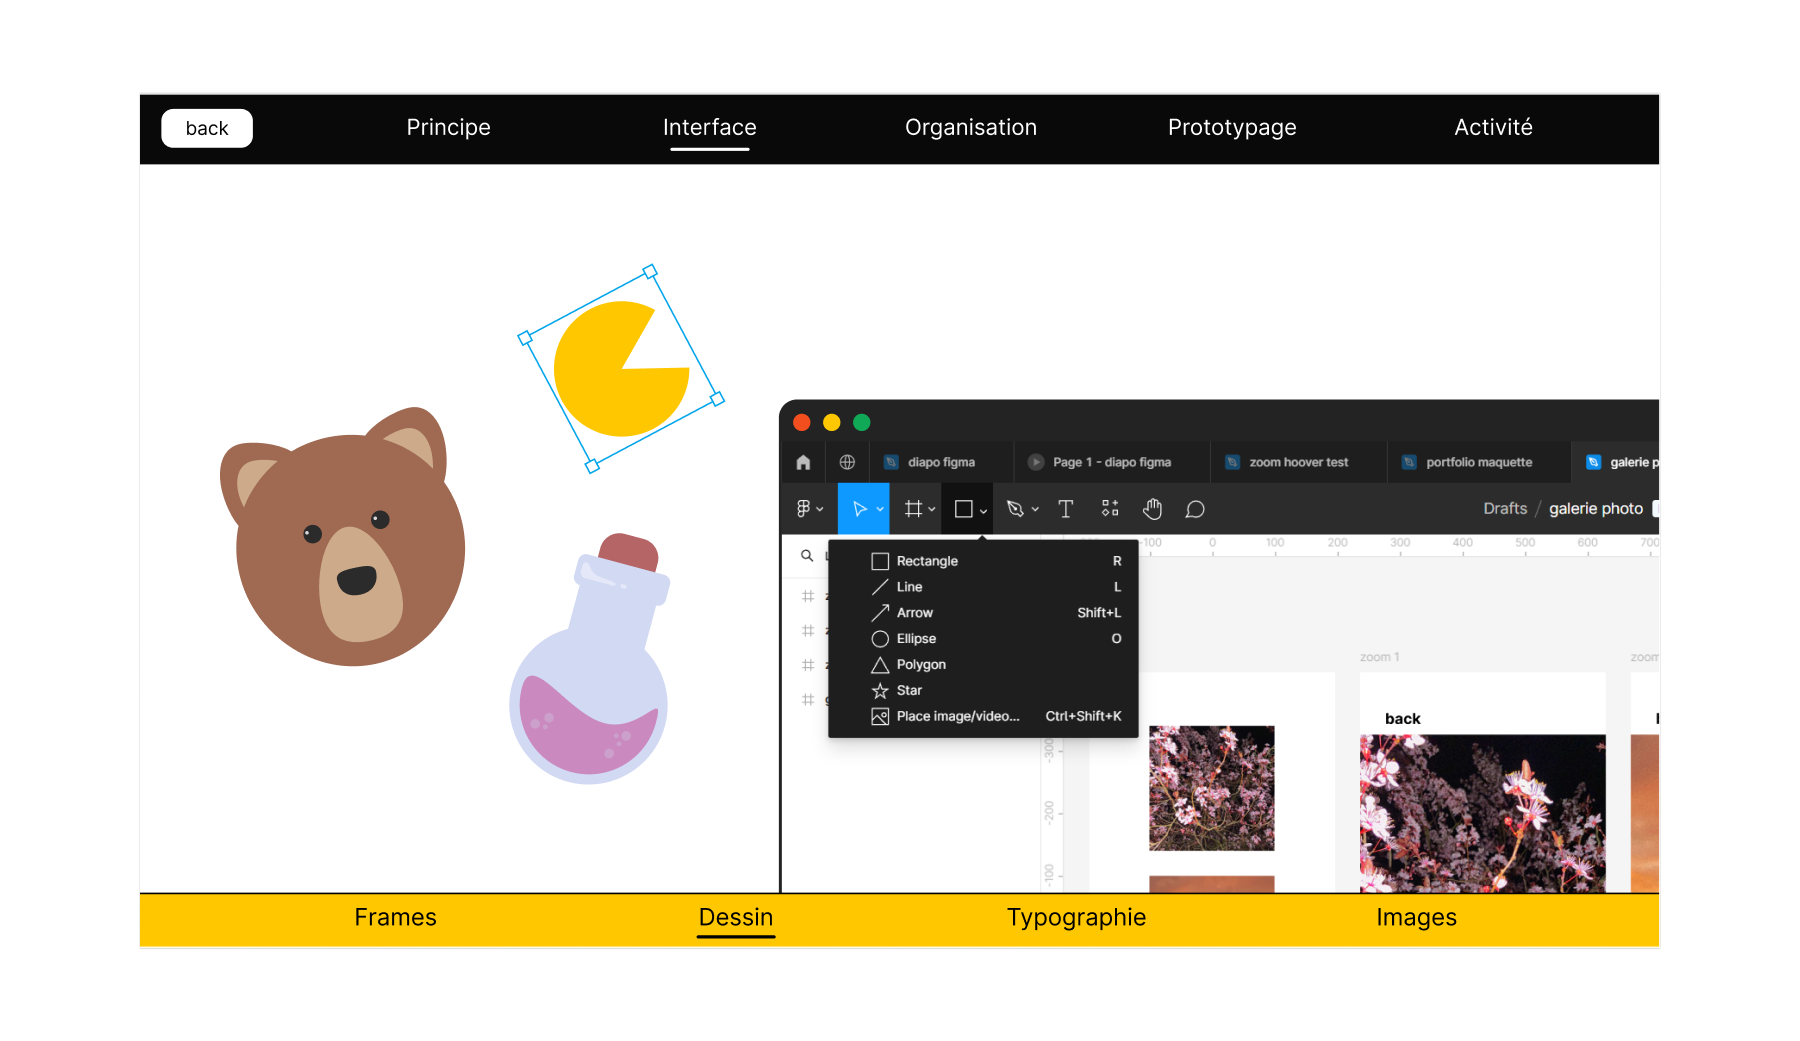 back Principe Interface Organisation Prototypage Activité
diapo figma Page 1 - diapo figma zoom hoover test portfolio maquette galerie p
Drafts / galerie photo
-100 0 100 200 300 400 500 600 700
Rectangle R
Line L
Arrow Shift+L
Ellipse O
Polygon
Star
Place image/video... Ctrl+Shift+K
zoom 1 zoom
back
-300
-200
-100
Frames Dessin Typographie Images